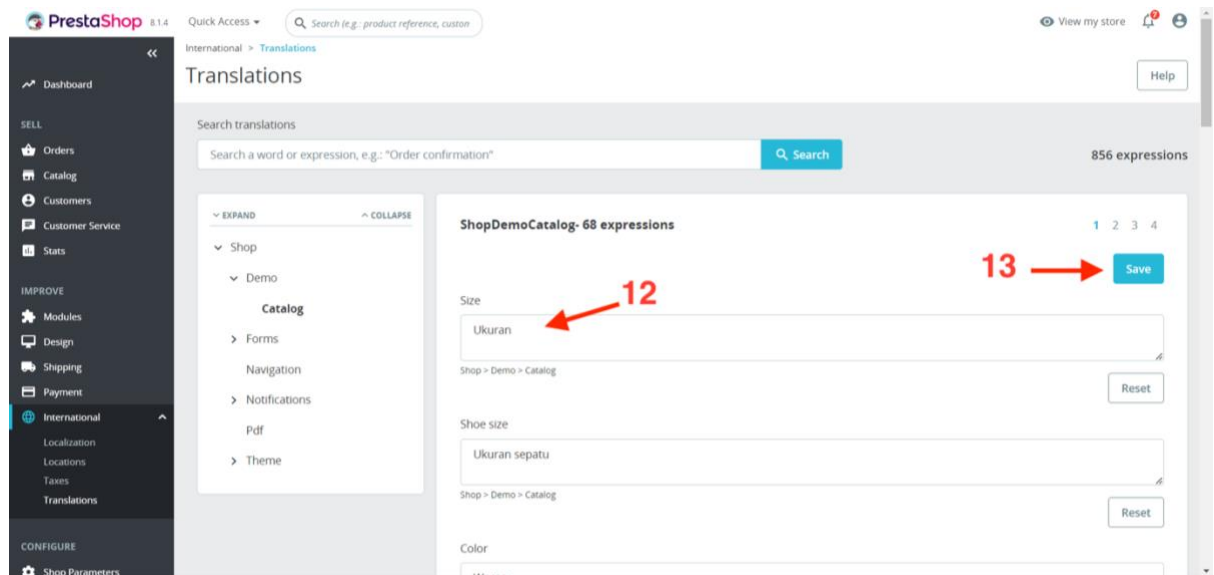 PrestaShop 8.1.4
Quick Access
Search (e.g.: product reference, custon
View my store
9
International > Translations
Translations
Help
Dashboard
SELL
Orders
Catalog
Customers
Customer Service
Stats
IMPROVE
Modules
Design
Shipping
Payment
International
Localization
Locations
Taxes
Translations
CONFIGURE
Shop Parameters
Search translations
Search a word or expression, e.g.: "Order confirmation"
Search
856 expressions
EXPAND
COLLAPSE
Shop
Demo
Catalog
Forms
Navigation
Notifications
Pdf
Theme
ShopDemoCatalog- 68 expressions
1 2 3 4
13
Save
12
Size
Ukuran
Shop > Demo > Catalog
Reset
Shoe size
Ukuran sepatu
Shop > Demo > Catalog
Reset
Color